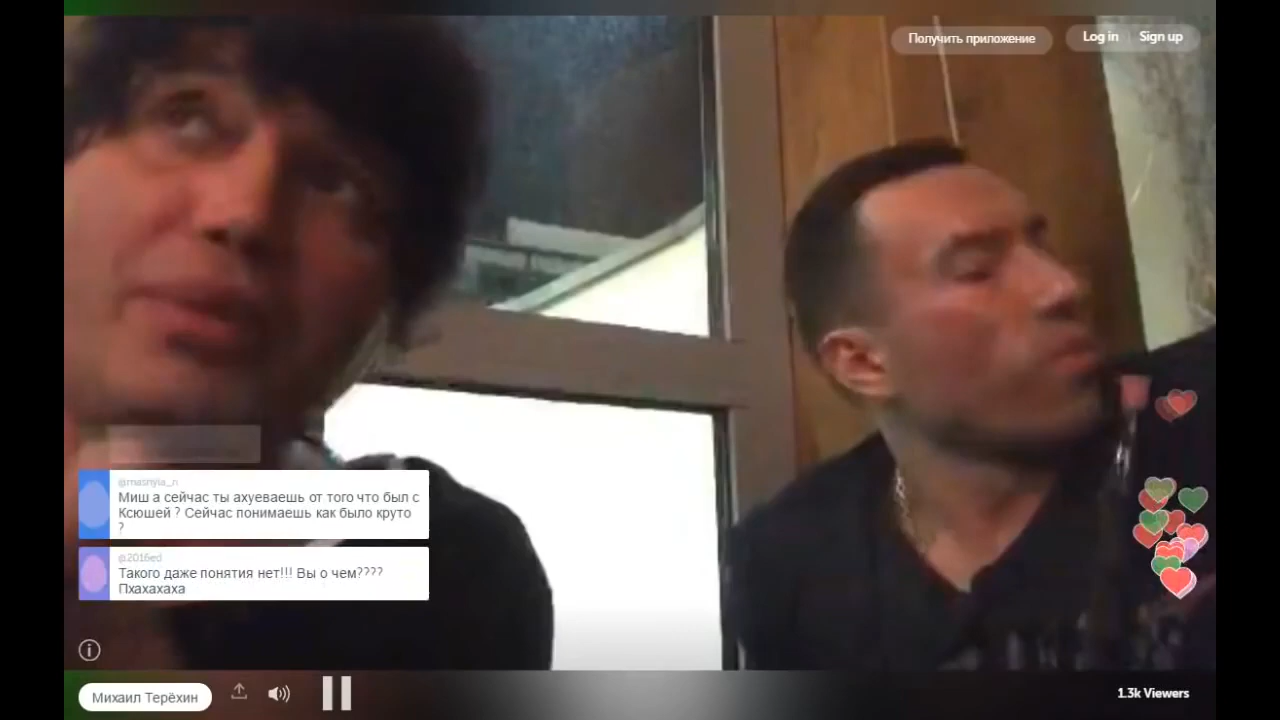 Получить приложение
Log in
Sign up
@mashyla_n
Миш а сейчас ты ахуеваешь от того что был с
Ксюшей ? Сейчас понимаешь как было круто
?
@2016ed
Такого даже понятия нет!!! Вы о чем????
Пхахахаха
Михаил Терёхин
1.3k Viewers